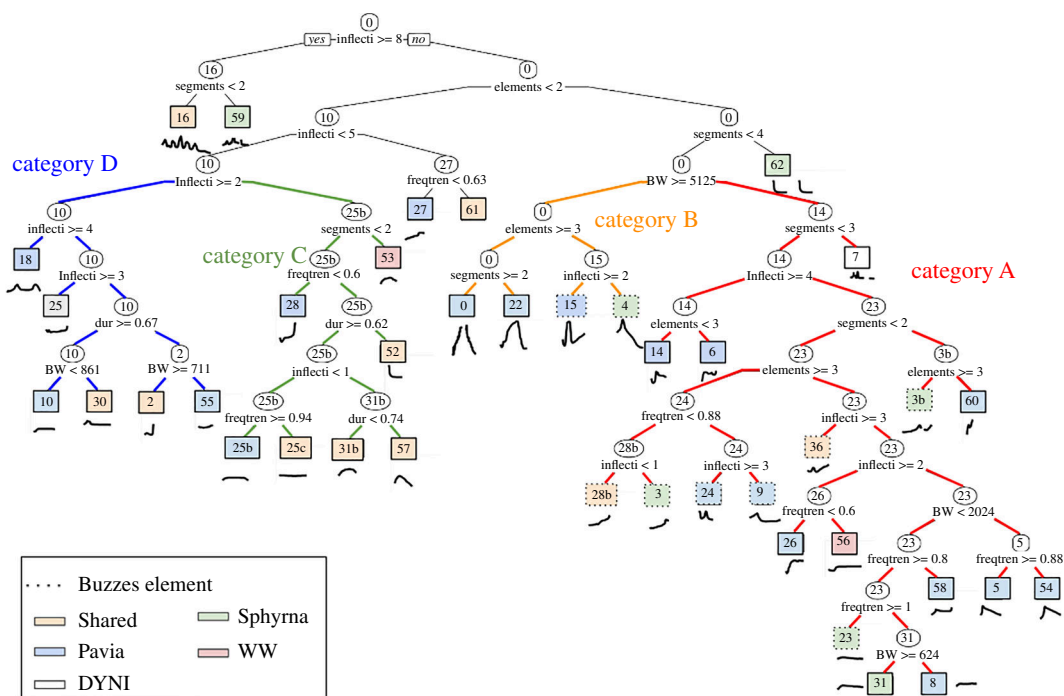 0
yes inflecti >= 8 no
16 0
segments < 2 elements < 2
16 59 10 0
inflecti < 5 segments < 4
category D 10 27 0 62
Inflecti >= 2 freqtren < 0.63 BW >= 5125
27 61
10 25b 0 category B 14
inflecti >= 4 segments < 2 elements >= 3 segments < 3
18 10 category C 25b 53 0 15 14 7 category A
Inflecti >= 3 freqtren < 0.6 segments >= 2 inflecti >= 2 Inflecti >= 4
25 10 28 25b 0 22 15 4 14 23
dur >= 0.67 dur >= 0.62 elements < 3 segments < 2
10 2 25b 52 14 6 23 3b
BW < 861 BW >= 711 inflecti < 1 elements >= 3 elements >= 3
10 30 2 55 25b 31b 24 23 3b 60
freqtren >= 0.94 dur < 0.74 freqtren < 0.88 inflecti >= 3
25b 25c 31b 57 28b 24 36 23
inflecti < 1 inflecti >= 3 inflecti >= 2
28b 3 24 9 26 23
freqtren < 0.6 BW < 2024
26 56 23 5
freqtren >= 0.8 freqtren >= 0.88
23 58 5 54
freqtren >= 1
23 31
BW >= 624
31 8
Buzzes element
Shared Sphyrna
Pavia WW
DYNI